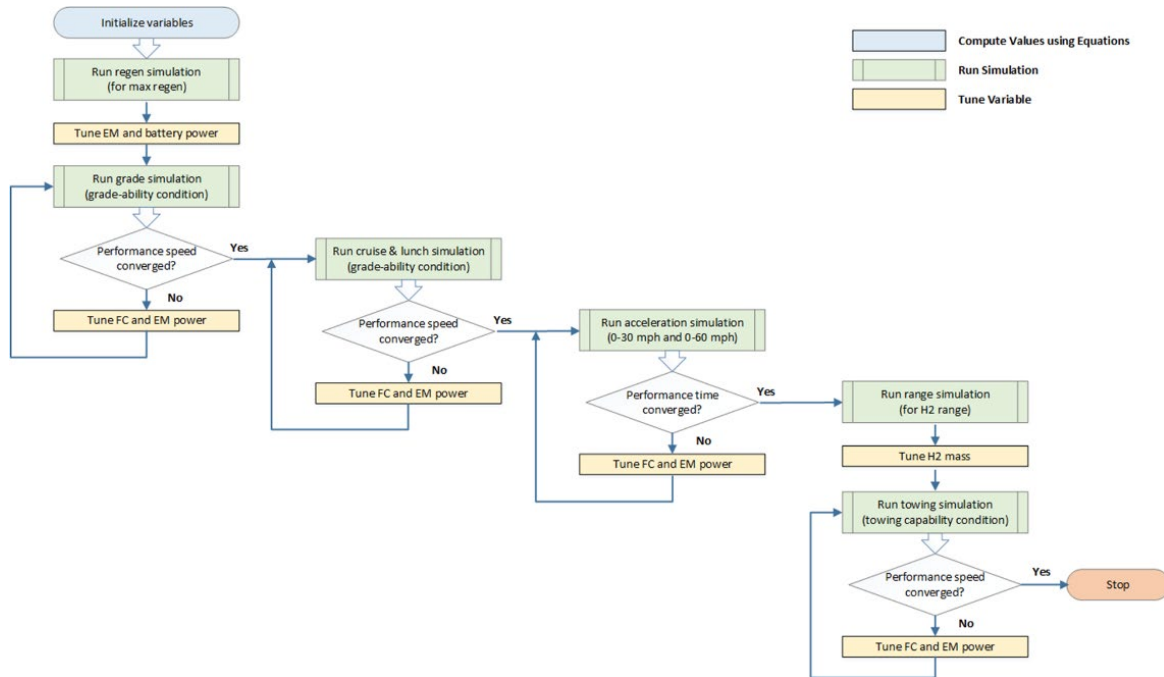 Initialize variables
Compute Values using Equations
Run Simulation
Tune Variable
Run regen simulation
(for max regen)
Tune EM and battery power
Run grade simulation
(grade-ability condition)
Performance speed
converged?
Yes
No
Tune FC and EM power
Run cruise & lunch simulation
(grade-ability condition)
Performance speed
converged?
Yes
No
Tune FC and EM power
Run acceleration simulation
(0-30 mph and 0-60 mph)
Performance time
converged?
Yes
No
Tune FC and EM power
Run range simulation
(for H2 range)
Tune H2 mass
Run towing simulation
(towing capability condition)
Performance speed
converged?
Yes
Stop
No
Tune FC and EM power